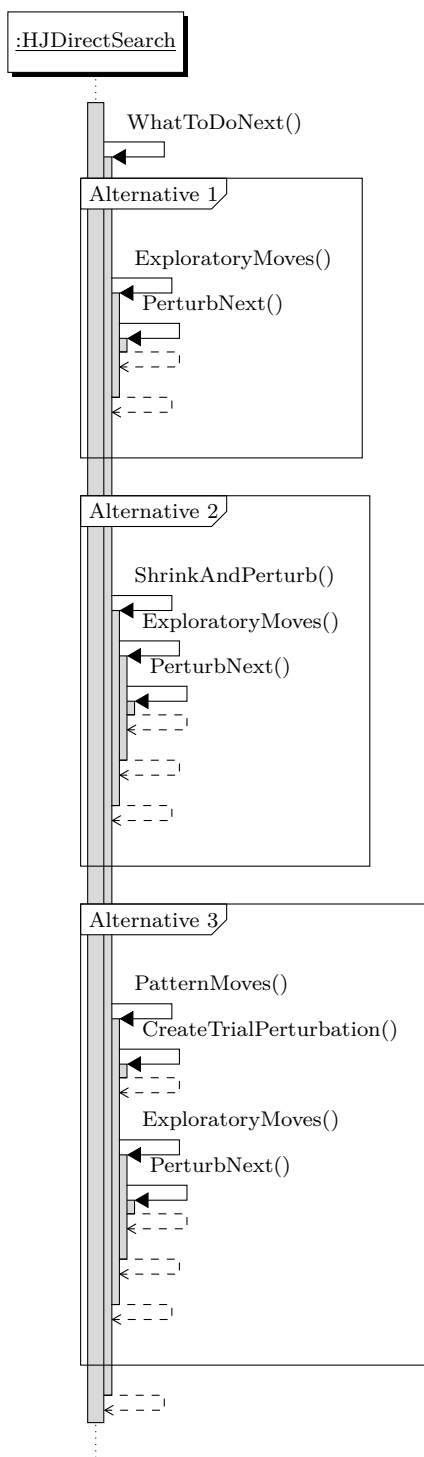 :HJDirectSearch
WhatToDoNext()
Alternative 1
ExploratoryMoves()
PerturbNext()
Alternative 2
ShrinkAndPerturb()
ExploratoryMoves()
PerturbNext()
Alternative 3
PatternMoves()
CreateTrialPerturbation()
ExploratoryMoves()
PerturbNext()